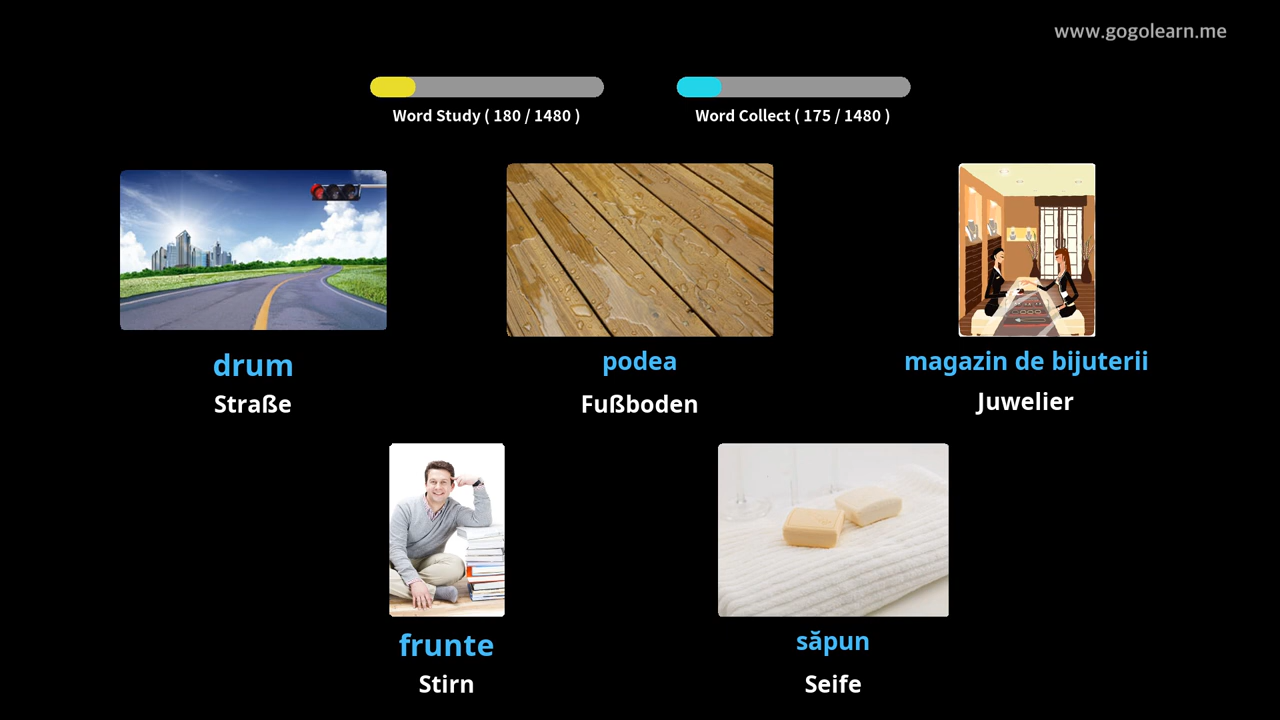 www.gogolearn.me
Word Study ( 180 / 1480 )
Word Collect ( 175 / 1480 )
drum
Straße
podea
Fußboden
magazin de bijuterii
Juwelier
frunte
Stirn
săpun
Seife